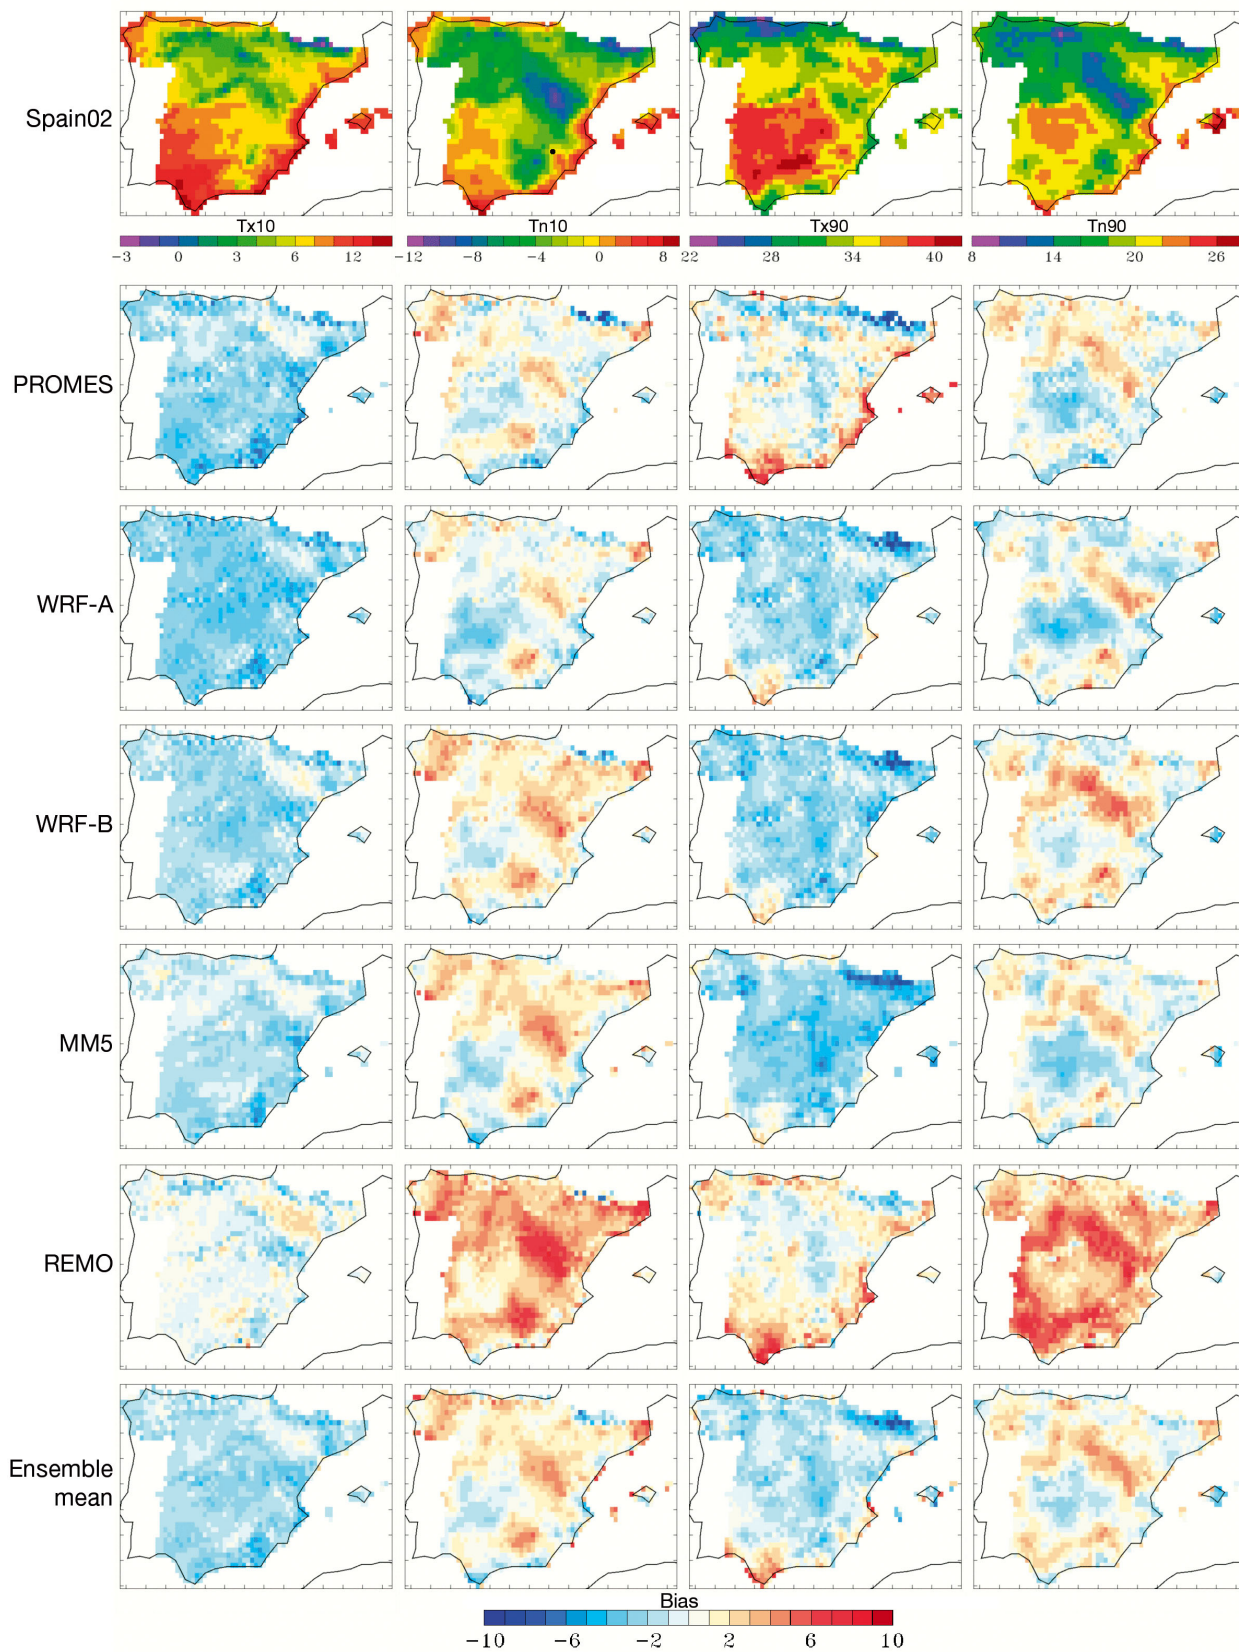 Spain02
Tx10 Tn10 Tx90 Tn90
-3 0 3 6 12 -12 -8 -4 0 8 22 28 34 40 8 14 20 26
PROMES
WRF-A
WRF-B
MM5
REMO
Ensemble
mean
Bias
-10 -6 -2 2 6 10